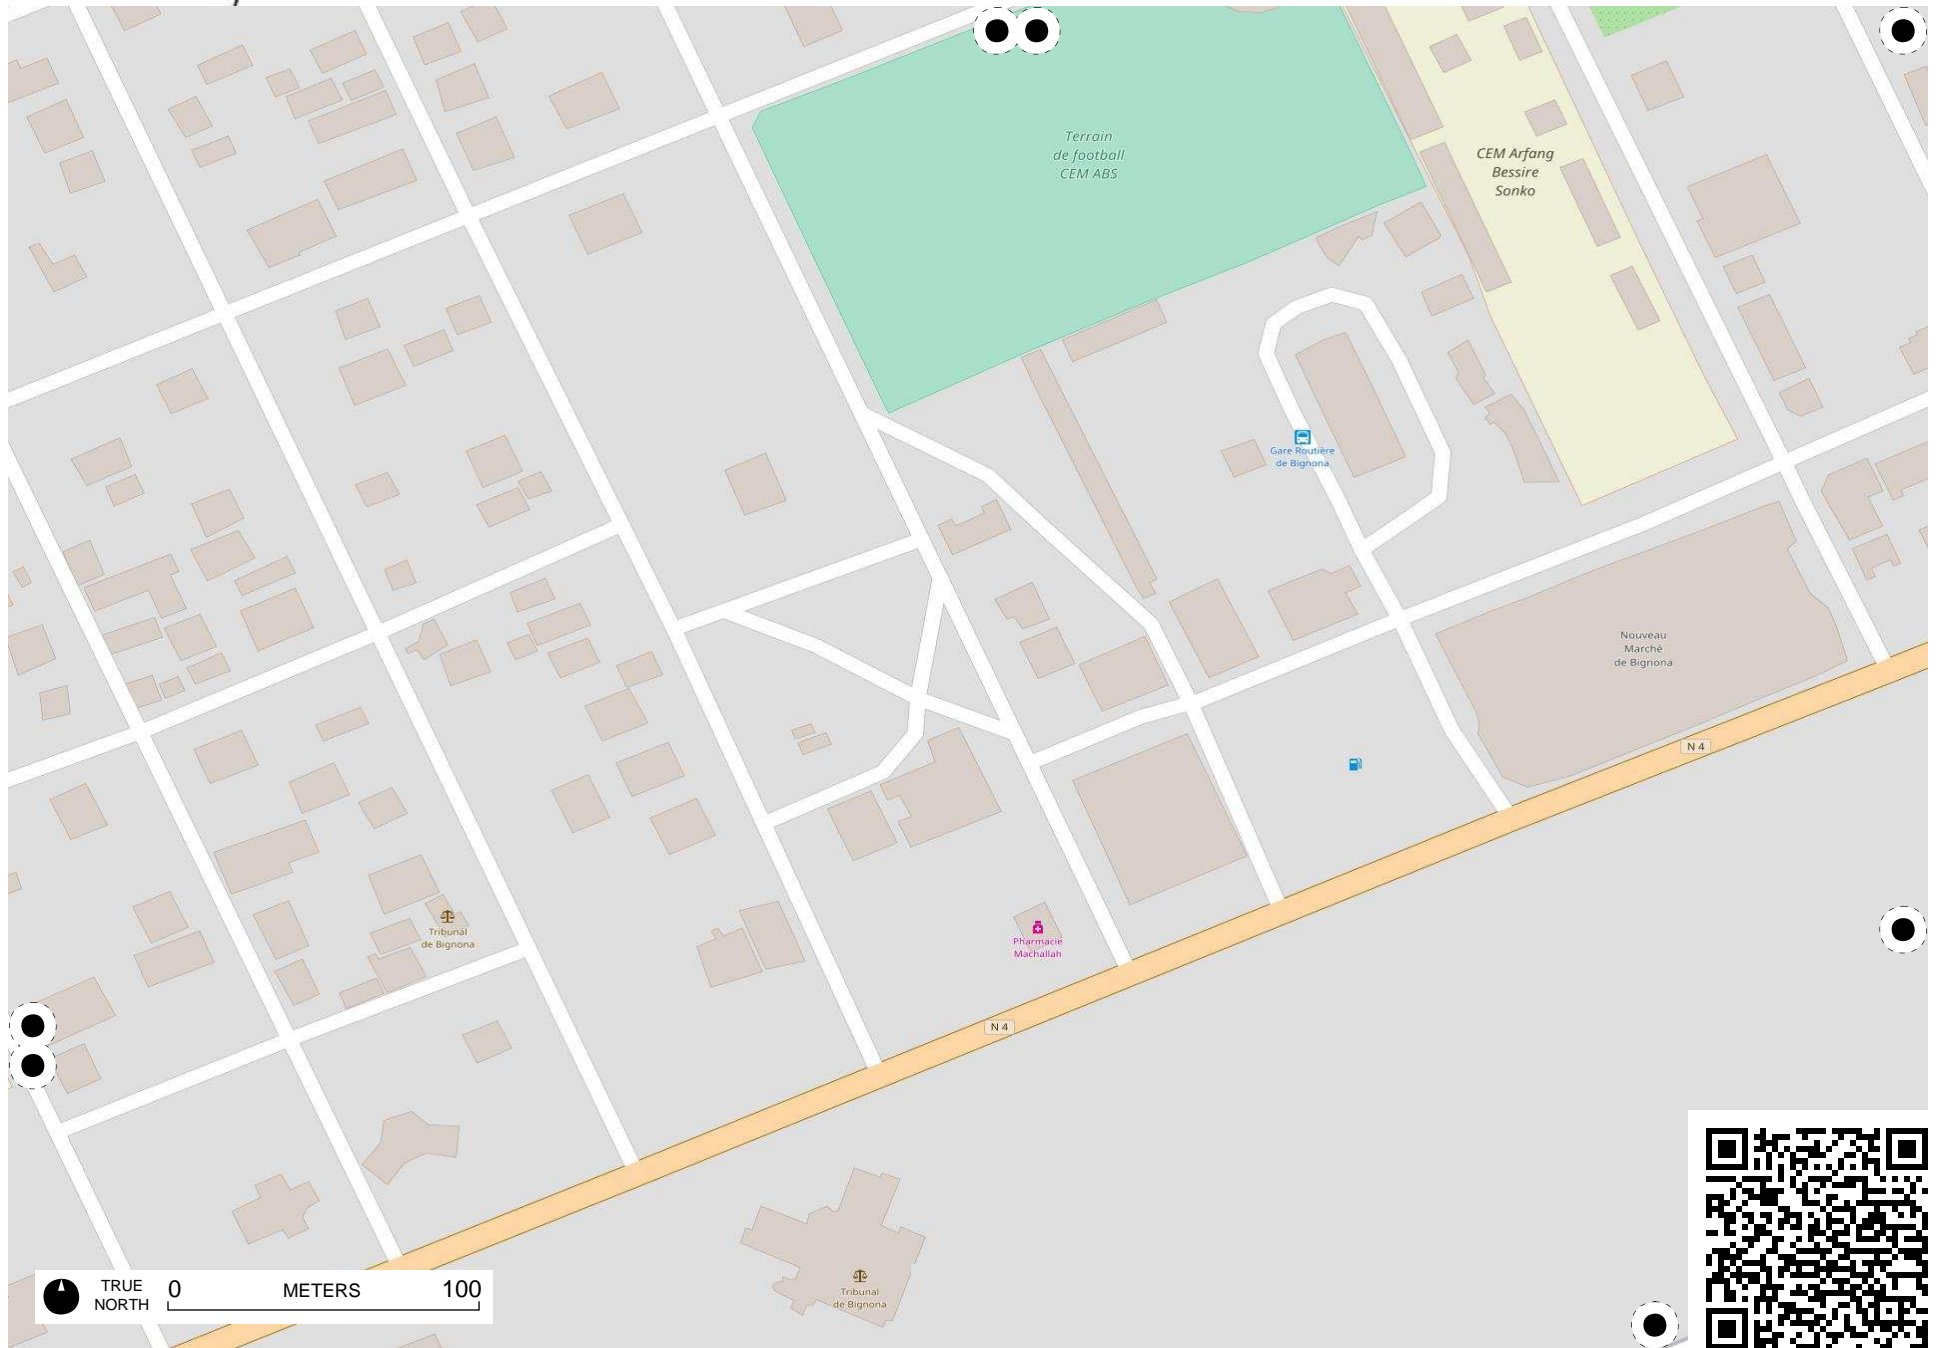 Terrain
de football
CEM ABS
CEM Arfang
Bessire
Sonko
Gare Routière
de Bignona
Nouveau
Marchè
de Bignona
N 4
Tribunal
de Bignona
Pharmacie
Machallah
N 4
Tribunal
de Bignona
TRUE
NORTH
0 METERS 100